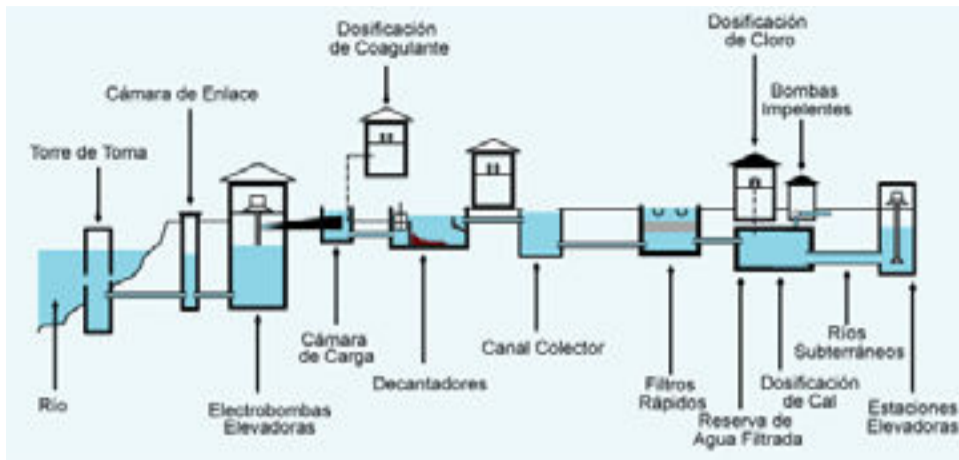 Dosificación
de Coagulante
Dosificación
de Cloro
Cámara de Enlace
Bombas
Impelentes
Torre de Toma
Río
Electrobombas
Elevadoras
Cámara
de Carga
Decantadores
Canal Colector
Filtros
Rápidos
Reserva de
Agua Filtrada
Dosificación
de Cal
Ríos
Subterráneos
Estaciones
Elevadoras